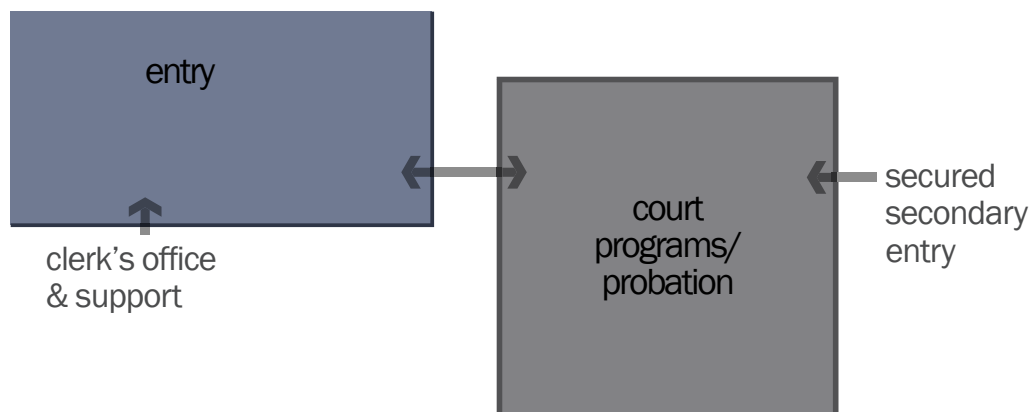 entry
clerk’s office
& support
court
programs/
probation
secured
secondary
entry